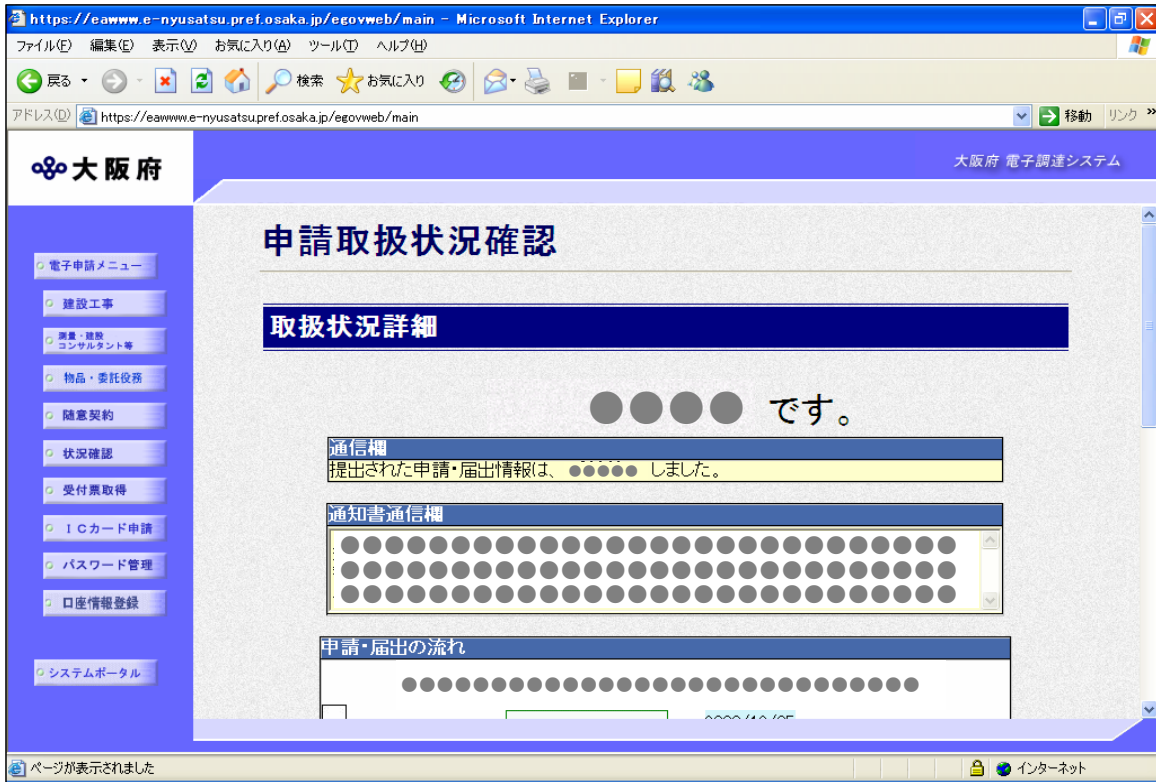 https://eawww.e-nyusatsu.pref.osaka.jp/egovweb/main - Microsoft Internet Explorer
ファイル(F) 編集(E) 表示(V) お気に入り(A) ツール(T) ヘルプ(H)
戻る 検索 お気に入り
アドレス(D) https://eawww.e-nyusatsu.pref.osaka.jp/egovweb/main 移動 リンク »
大阪府
大阪府 電子調達システム
電子申請メニュー
建設工事
測量・建設
コンサルタント等
物品・委託役務
随意契約
状況確認
受付票取得
ICカード申請
パスワード管理
口座情報登録
システムポータル
申請取扱状況確認
取扱状況詳細
●●●● です。
通信欄
提出された申請・届出情報は、 ●●●●● しました。
通知書通信欄
●●●●●●●●●●●●●●●●●●●●●●●●●●●●
●●●●●●●●●●●●●●●●●●●●●●●●●●●●
●●●●●●●●●●●●●●●●●●●●●●●●●●●●
申請・届出の流れ
●●●●●●●●●●●●●●●●●●●●●●●●●●
ページが表示されました
インターネット